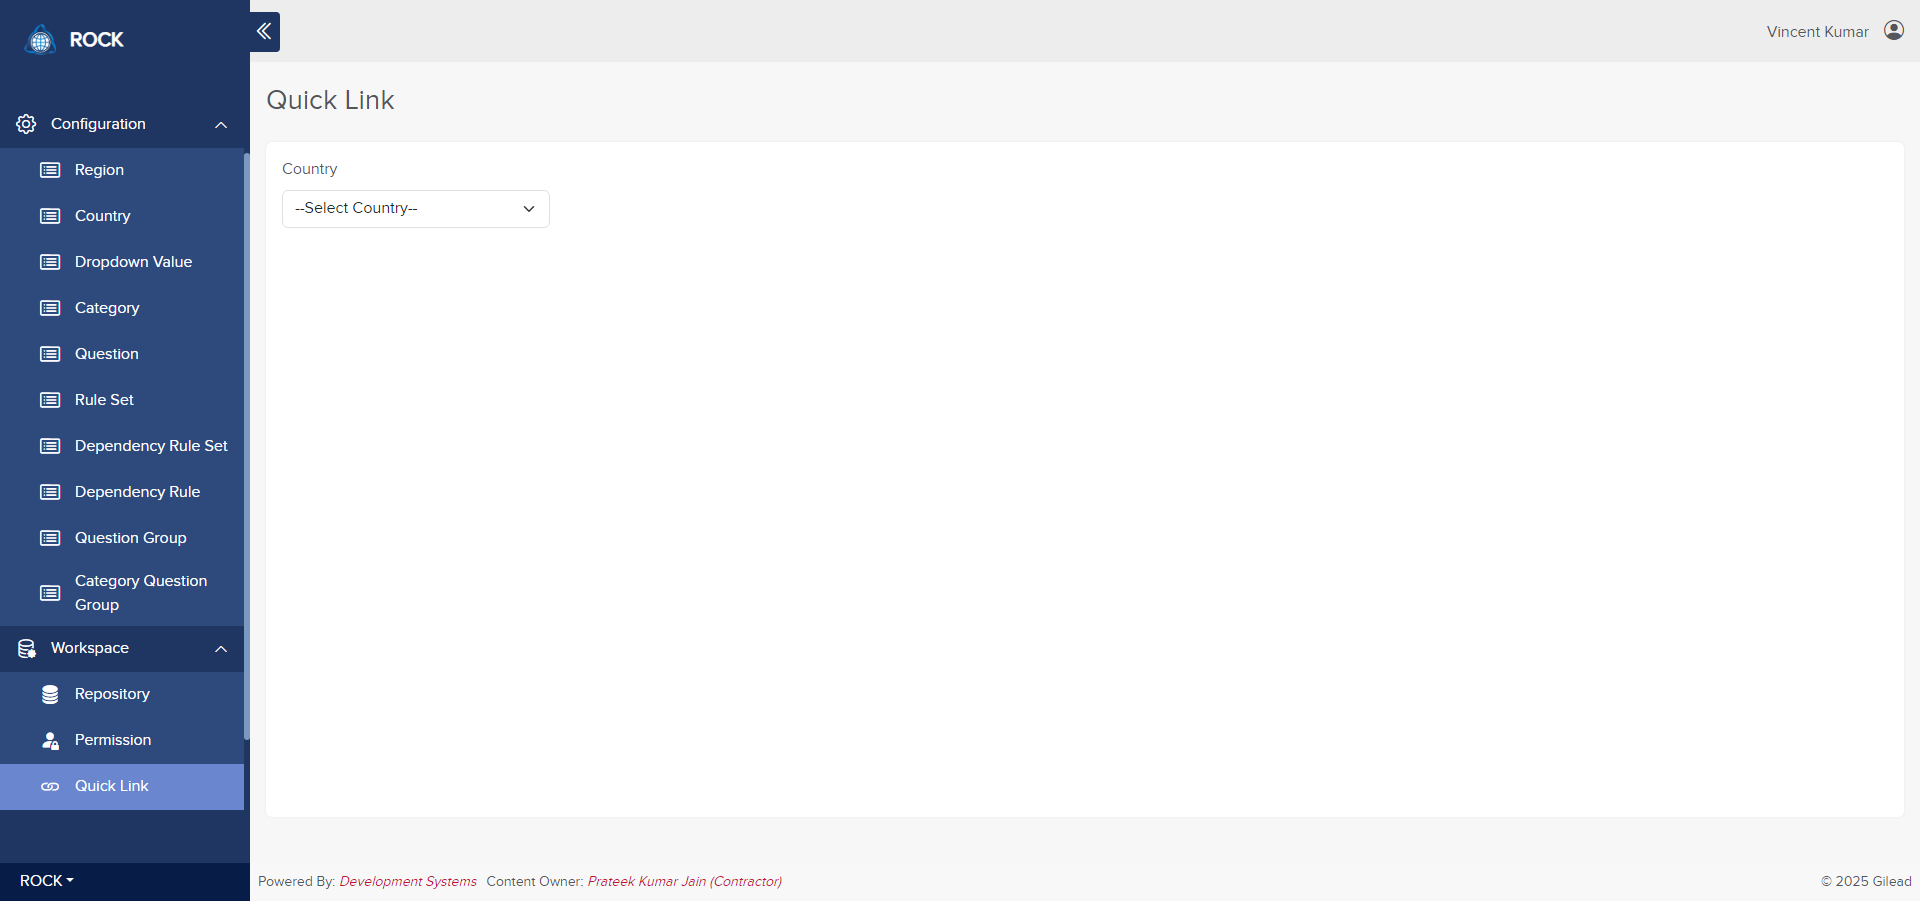 ROCK
Vincent Kumar
Configuration
Region
Country
Dropdown Value
Category
Question
Rule Set
Dependency Rule Set
Dependency Rule
Question Group
Category Question
Group
Workspace
Repository
Permission
Quick Link
ROCK
Quick Link
Country
--Select Country--
Powered By: Development Systems Content Owner: Prateek Kumar Jain (Contractor)
© 2025 Gilead